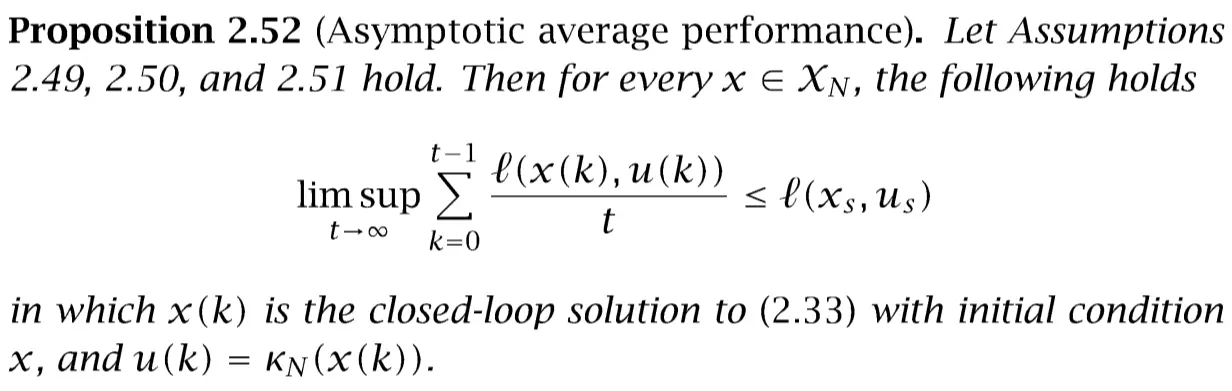 Proposition 2.52 (Asymptotic average performance). Let Assumptions
2.49, 2.50, and 2.51 hold. Then for every x ∈ X_N, the following holds
lim sup_{t→∞} ∑_{k=0}^{t−1} ℓ(x(k), u(k)) / t ≤ ℓ(x_s, u_s)
in which x(k) is the closed-loop solution to (2.33) with initial condition
x, and u(k) = κ_N(x(k)).